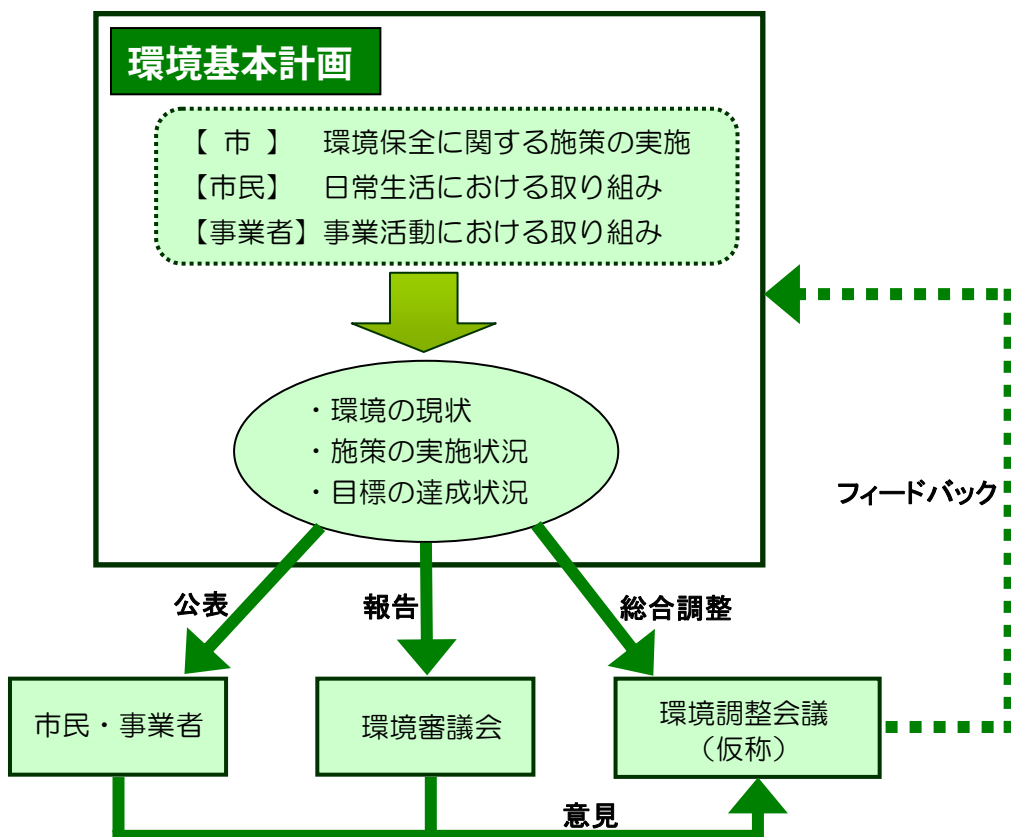 環境基本計画
【 市 】 環境保全に関する施策の実施
【市民】 日常生活における取り組み
【事業者】事業活動における取り組み
・環境の現状
・施策の実施状況
・目標の達成状況
フィードバック
公表
報告
総合調整
市民・事業者
環境審議会
環境調整会議
（仮称）
意見